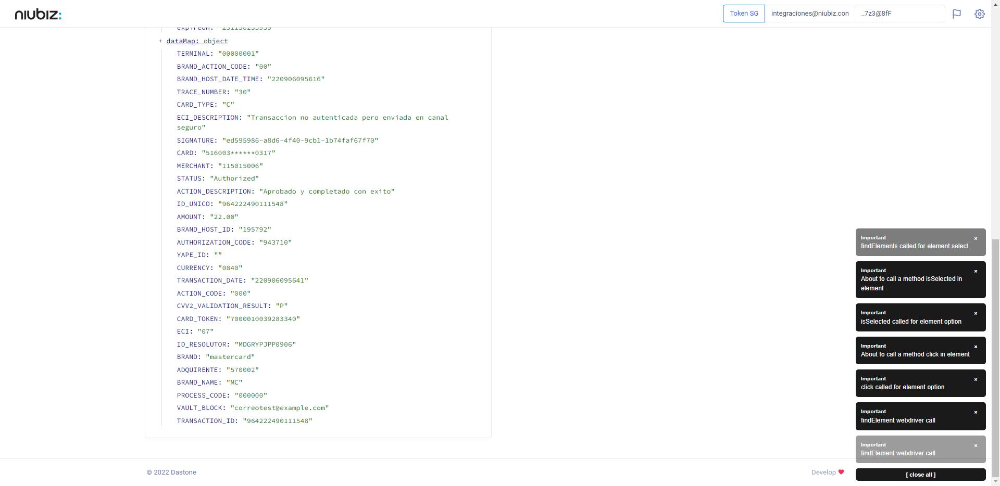 niubiz:
Token SG
integraciones@niubiz.con
_7z3@8fF
expireOn: "231130235959"
+ dataMap: object
TERMINAL: "00000001"
BRAND_ACTION_CODE: "00"
BRAND_HOST_DATE_TIME: "220906095616"
TRACE_NUMBER: "30"
CARD_TYPE: "C"
ECI_DESCRIPTION: "Transaccion no autenticada pero enviada en canal
seguro"
SIGNATURE: "ed595986-a8d6-4f40-9cb1-1b74faf67f70"
CARD: "516003******0317"
MERCHANT: "115015006"
STATUS: "Authorized"
ACTION_DESCRIPTION: "Aprobado y completado con exito"
ID_UNICO: "964222490111548"
AMOUNT: "22.00"
BRAND_HOST_ID: "195792"
AUTHORIZATION_CODE: "943710"
YAPE_ID: ""
CURRENCY: "0840"
TRANSACTION_DATE: "220906095641"
ACTION_CODE: "000"
CVV2_VALIDATION_RESULT: "P"
CARD_TOKEN: "7000010039283340"
ECI: "07"
ID_RESOLUTOR: "MDGRYPJPP0906"
BRAND: "mastercard"
ADQUIRENTE: "570002"
BRAND_NAME: "MC"
PROCESS_CODE: "000000"
VAULT_BLOCK: "correotest@example.com"
TRANSACTION_ID: "964222490111548"
Important
findElements called for element select
Important
About to call a method isSelected in
element
Important
isSelected called for element option
Important
About to call a method click in element
Important
click called for element option
Important
findElement webdriver call
Important
findElement webdriver call
[ close all ]
© 2022 Dastone
Develop